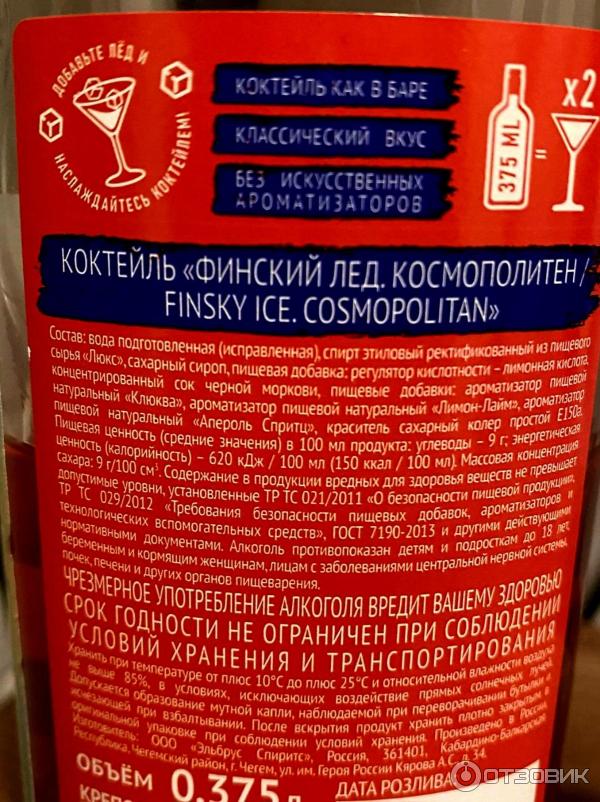 ДОБАВЬТЕ ЛЁД И
НАСЛАЖДАЙТЕСЬ КОКТЕЙЛЕМ!
КОКТЕЙЛЬ КАК В БАРЕ
КЛАССИЧЕСКИЙ ВКУС
БЕЗ ИСКУССТВЕННЫХ
АРОМАТИЗАТОРОВ
375 ML
=
x2
КОКТЕЙЛЬ «ФИНСКИЙ ЛЕД. КОСМОПОЛИТЕН /
FINSKY ICE. COSMOPOLITAN»
Состав: вода подготовленная (исправленная), спирт этиловый ректификованный из пищевого
сырья «Люкс», сахарный сироп, пищевая добавка: регулятор кислотности – лимонная кислота,
концентрированный сок черной моркови, пищевые добавки: ароматизатор пищевой
натуральный «Клюква», ароматизатор пищевой натуральный «Лимон-Лайм», ароматизатор
пищевой натуральный «Апероль Спритц», краситель сахарный колер простой Е150а.
Пищевая ценность (средние значения) в 100 мл продукта: углеводы – 9 г; энергетическая
ценность (калорийность) – 620 кДж / 100 мл (150 ккал / 100 мл). Массовая концентрация
сахара: 9 г/100 см³. Содержание в продукции вредных для здоровья веществ не превышает
допустимые уровни, установленные ТР ТС 021/2011 «О безопасности пищевой продукции»,
ТР ТС 029/2012 «Требования безопасности пищевых добавок, ароматизаторов и
технологических вспомогательных средств», ГОСТ 7190-2013 и другими действующими
нормативными документами. Алкоголь противопоказан детям и подросткам до 18 лет,
беременным и кормящим женщинам, лицам с заболеваниями центральной нервной системы,
почек, печени и других органов пищеварения.
ЧРЕЗМЕРНОЕ УПОТРЕБЛЕНИЕ АЛКОГОЛЯ ВРЕДИТ ВАШЕМУ ЗДОРОВЬЮ
СРОК ГОДНОСТИ НЕ ОГРАНИЧЕН ПРИ СОБЛЮДЕНИИ
УСЛОВИЙ ХРАНЕНИЯ И ТРАНСПОРТИРОВАНИЯ
Хранить при температуре от плюс 10°С до плюс 25°С и относительной влажности воздуха
не выше 85%, в условиях, исключающих воздействие прямых солнечных лучей.
Допускается образование мутной капли, наблюдаемой при переворачивании бутылки и
исчезающей при взбалтывании. После вскрытия продукт хранить плотно закрытым в
оригинальной упаковке при соблюдении условий хранения. Произведено в России.
Изготовитель: ООО «Эльбрус Спиритс», Россия, 361401, Кабардино-Балкарская
Республика, Чегемский район, г. Чегем, ул. им. Героя России Кярова А.С., д. 34.
ОБЪЁМ 0,375л
ДАТА РОЗЛИВА
ОТЗОВИК